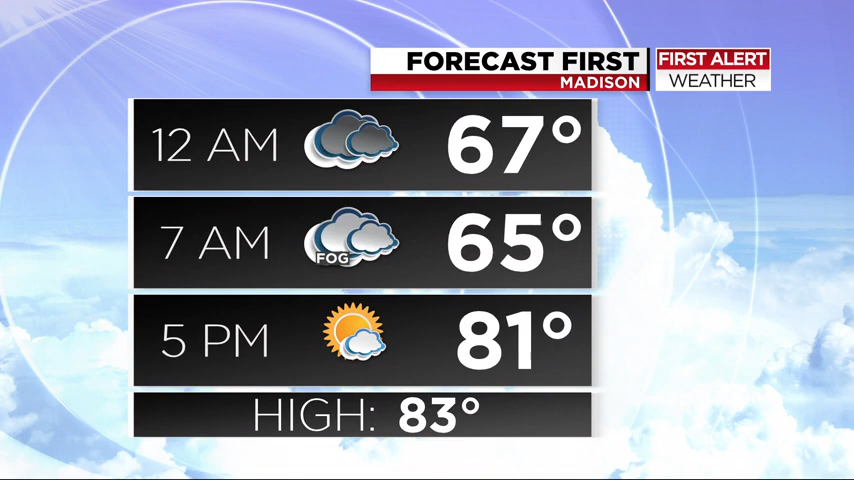 FORECAST FIRST
MADISON
FIRST ALERT
WEATHER
12 AM 67°
7 AM FOG 65°
5 PM 81°
HIGH: 83°